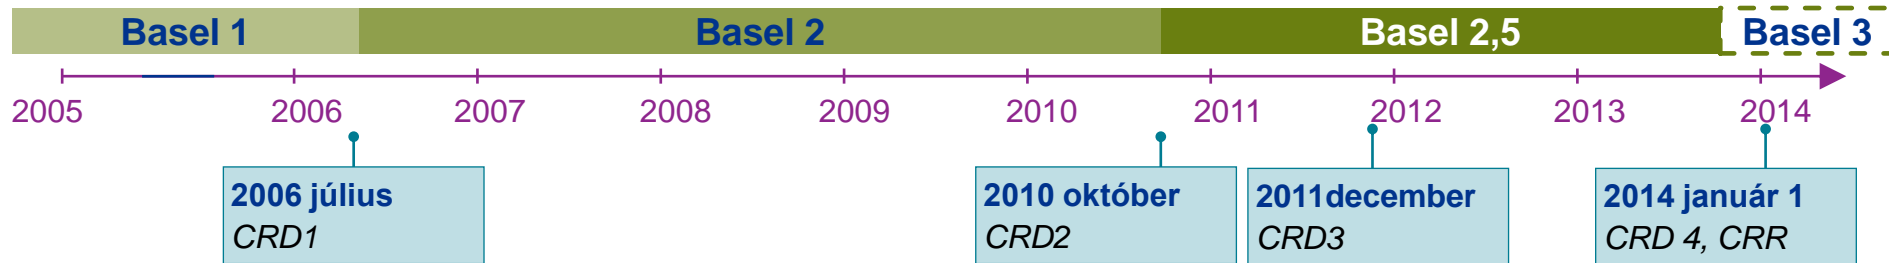 Basel 1 Basel 2 Basel 2,5 Basel 3
2005 2006 2007 2008 2009 2010 2011 2012 2013 2014
2006 július
CRD1
2010 október
CRD2
2011december
CRD3
2014 január 1
CRD 4, CRR